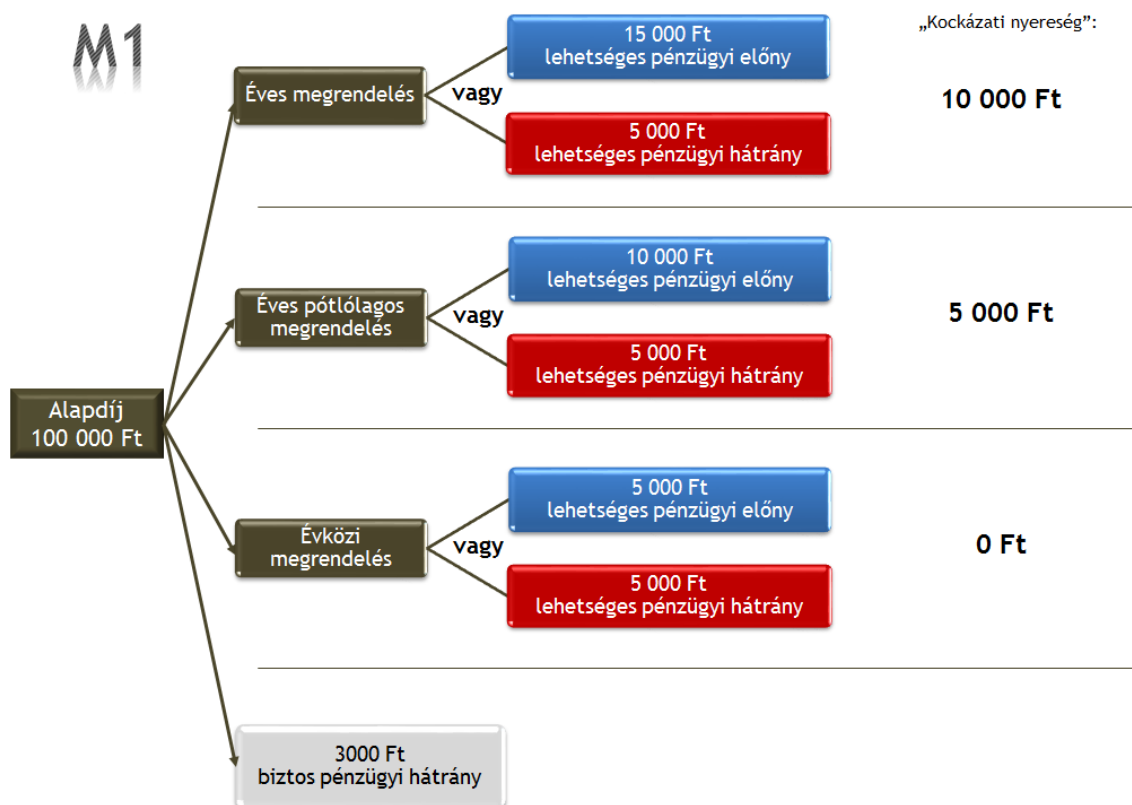 M1
„Kockázati nyereség”:
Éves megrendelés
vagy
15 000 Ft
lehetséges pénzügyi előny
5 000 Ft
lehetséges pénzügyi hátrány
10 000 Ft
Éves pótlólagos
megrendelés
vagy
10 000 Ft
lehetséges pénzügyi előny
5 000 Ft
lehetséges pénzügyi hátrány
5 000 Ft
Alapdíj
100 000 Ft
Évközi
megrendelés
vagy
5 000 Ft
lehetséges pénzügyi előny
5 000 Ft
lehetséges pénzügyi hátrány
0 Ft
3000 Ft
biztos pénzügyi hátrány